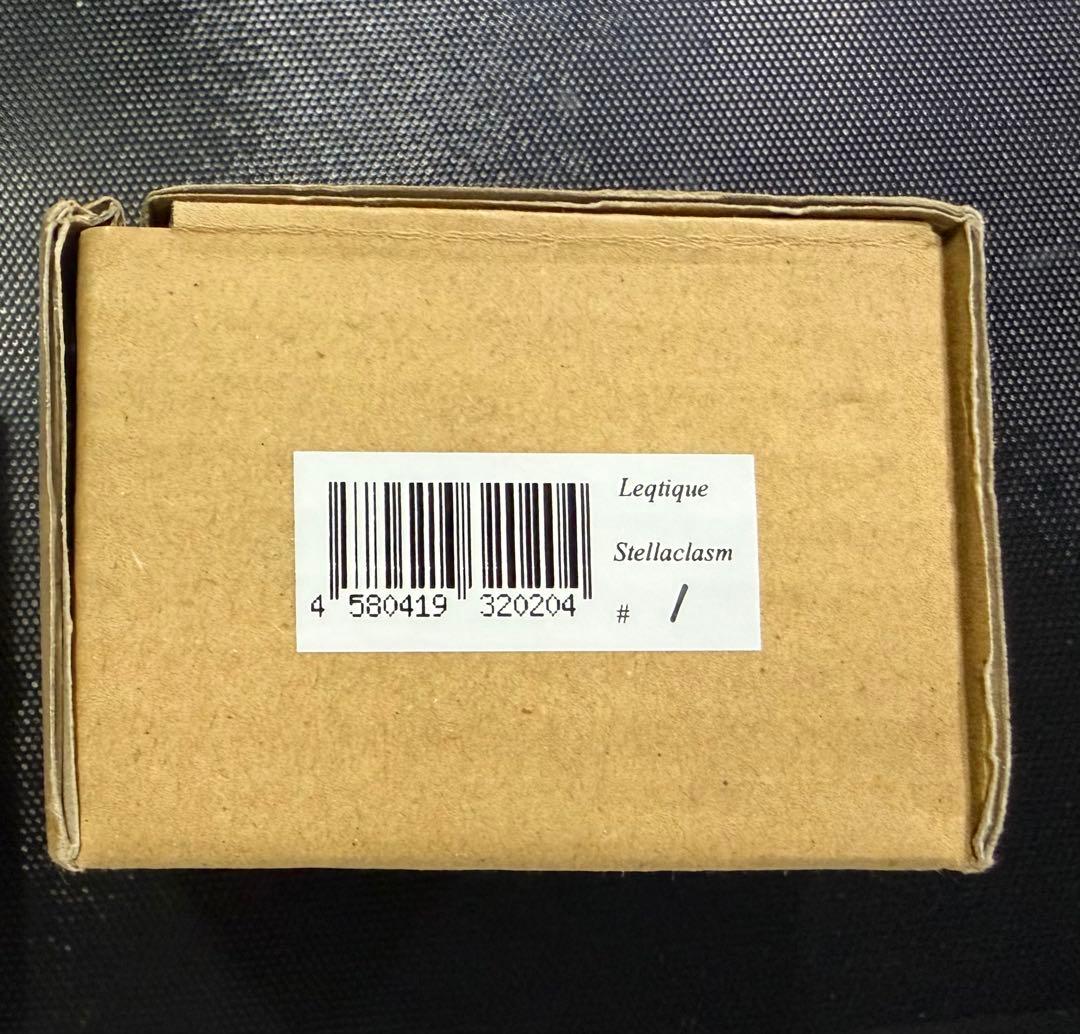 Leqtique
Stellaclasm
# /
4 580419 320204